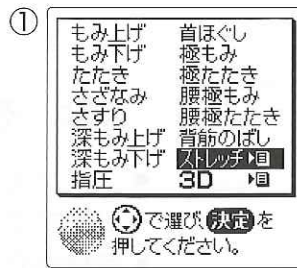 ①
もみ上げ 首ほぐし
もみ下げ 極もみ
たたき 極たたき
さざなみ 腰極もみ
さすり 腰極たたき
深もみ上げ 背筋のばし
深もみ下げ ストレッチ
指圧 3D
で選び、決定を
押してください。